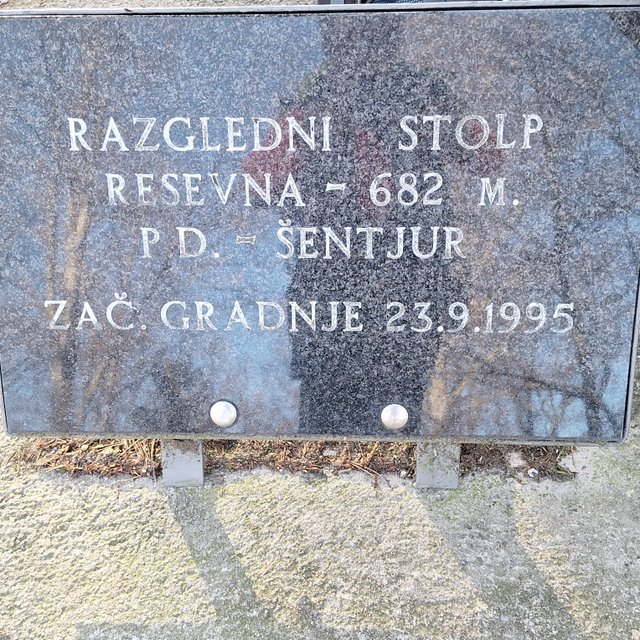 RAZGLEDNI STOLP
RESEVNA - 682 M.
P D. - ŠENTJUR
ZAČ. GRADNJE 23.9.1995